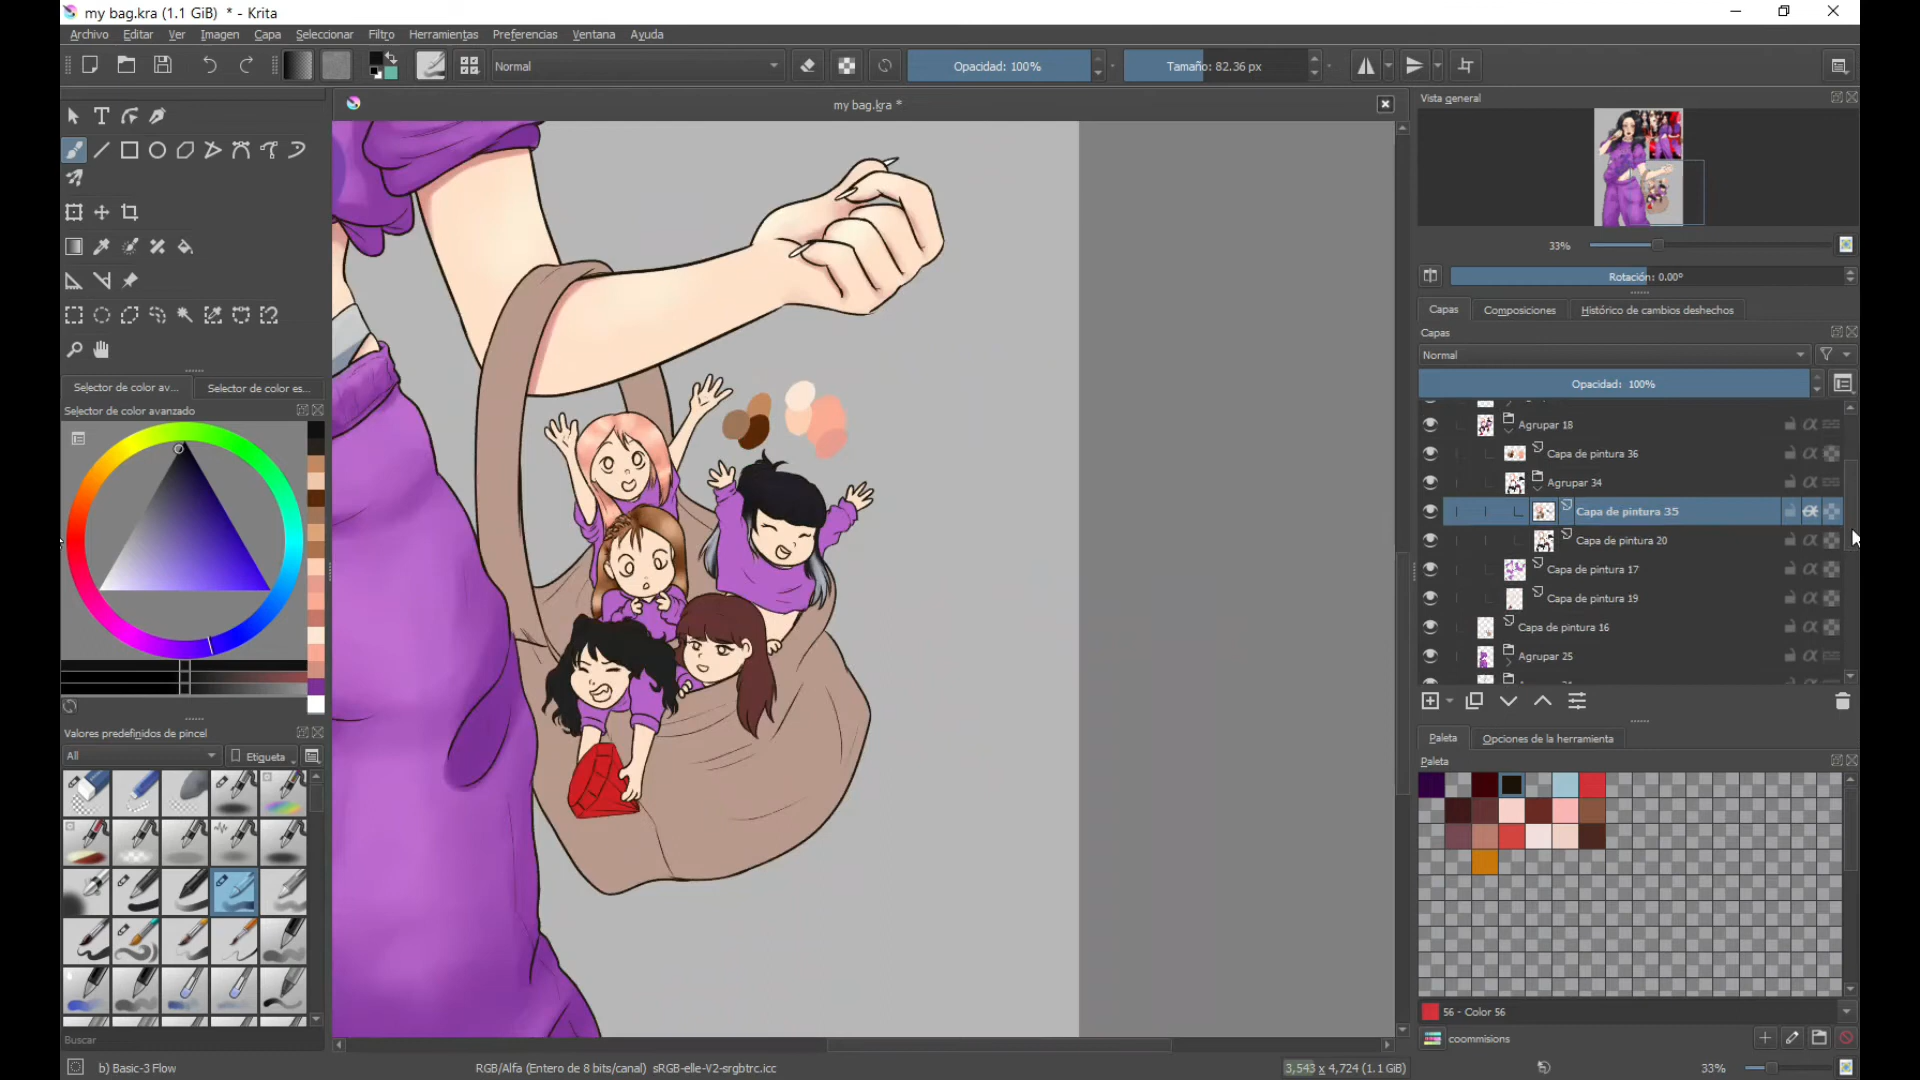 my bag.kra (1.1 GiB) * - Krita
Archivo Editar Ver Imagen Capa Seleccionar Filtro Herramientas Preferencias Ventana Ayuda
Normal Opacidad: 100% Tamaño: 82.36 px
my bag.kra *
Vista general
33%
Rotación: 0.00º
Capas Composiciones Histórico de cambios deshechos
Capas
Normal
Opacidad: 100%
Agrupar 18
Capa de pintura 36
Agrupar 34
Capa de pintura 35
Capa de pintura 20
Capa de pintura 17
Capa de pintura 19
Capa de pintura 16
Agrupar 25
Paleta Opciones de la herramienta
Paleta
56 - Color 56
coommisions
Selector de color av... Selector de color es...
Selector de color avanzado
Valores predefinidos de pincel
All Etiqueta
Buscar
b) Basic-3 Flow RGB/Alfa (Entero de 8 bits/canal) sRGB-elle-V2-srgbtrc.icc 3,543 x 4,724 (1.1 GiB) 33%